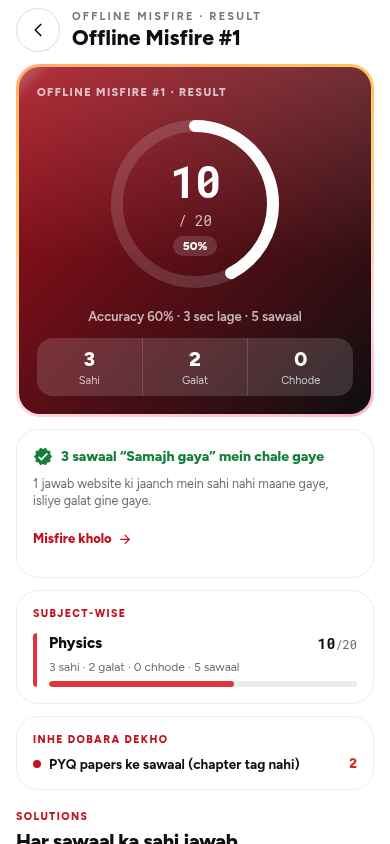 OFFLINE MISFIRE · RESULT
Offline Misfire #1
OFFLINE MISFIRE #1 · RESULT
10
/ 20
50%
Accuracy 60% · 3 sec lage · 5 sawaal
3 2 0
Sahi Galat Chhode
3 sawaal “Samajh gaya” mein chale gaye
1 jawab website ki jaanch mein sahi nahi maane gaye,
isliye galat gine gaye.
Misfire kholo →
SUBJECT-WISE
Physics 10/20
3 sahi · 2 galat · 0 chhode · 5 sawaal
INHE DOBARA DEKHO
PYQ papers ke sawaal (chapter tag nahi) 2
SOLUTIONS
Har sawaal ka sahi jawab